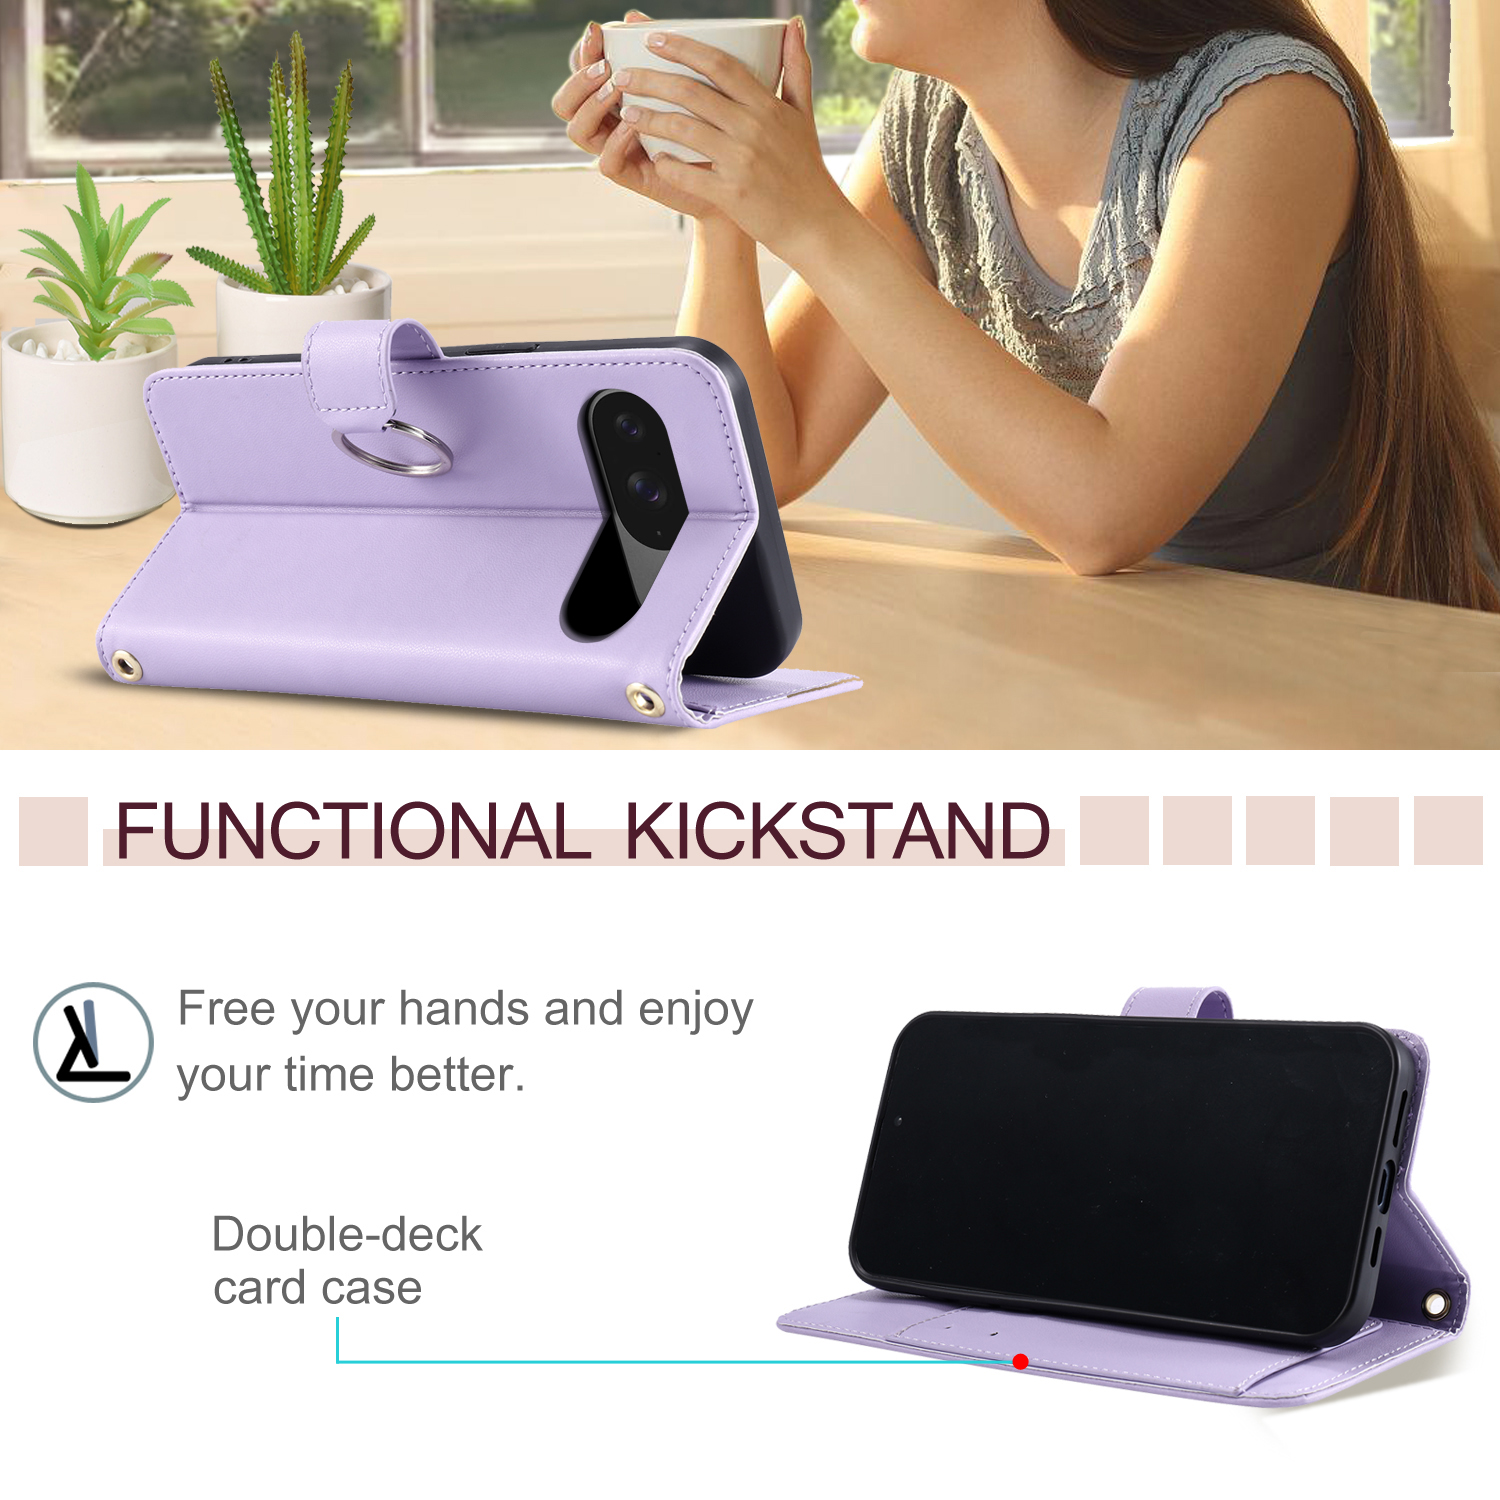 FUNCTIONAL KICKSTAND
Free your hands and enjoy
your time better.
Double-deck
card case